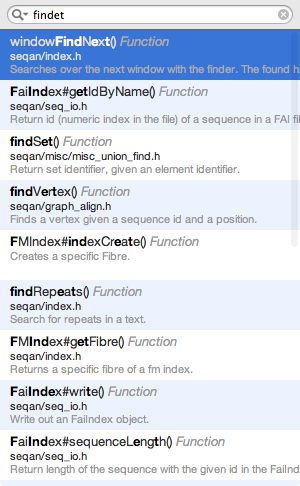 findet
windowFindNext() Function
seqan/index.h
Searches over the next window with the finder. The found h
FaiIndex#getIdByName() Function
seqan/seq_io.h
Return id (numeric index in the file) of a sequence in a FAI fi
findSet() Function
seqan/misc/misc_union_find.h
Return set identifier, given an element identifier.
findVertex() Function
seqan/graph_align.h
Finds a vertex given a sequence id and a position.
FMIndex#indexCreate() Function
Creates a specific Fibre.
findRepeats() Function
seqan/index.h
Search for repeats in a text.
FMIndex#getFibre() Function
seqan/index.h
Returns a specific fibre of a fm index.
FaiIndex#write() Function
seqan/seq_io.h
Write out an FaiIndex object.
FaiIndex#sequenceLength() Function
seqan/seq_io.h
Return length of the sequence with the given id in the FaiInd